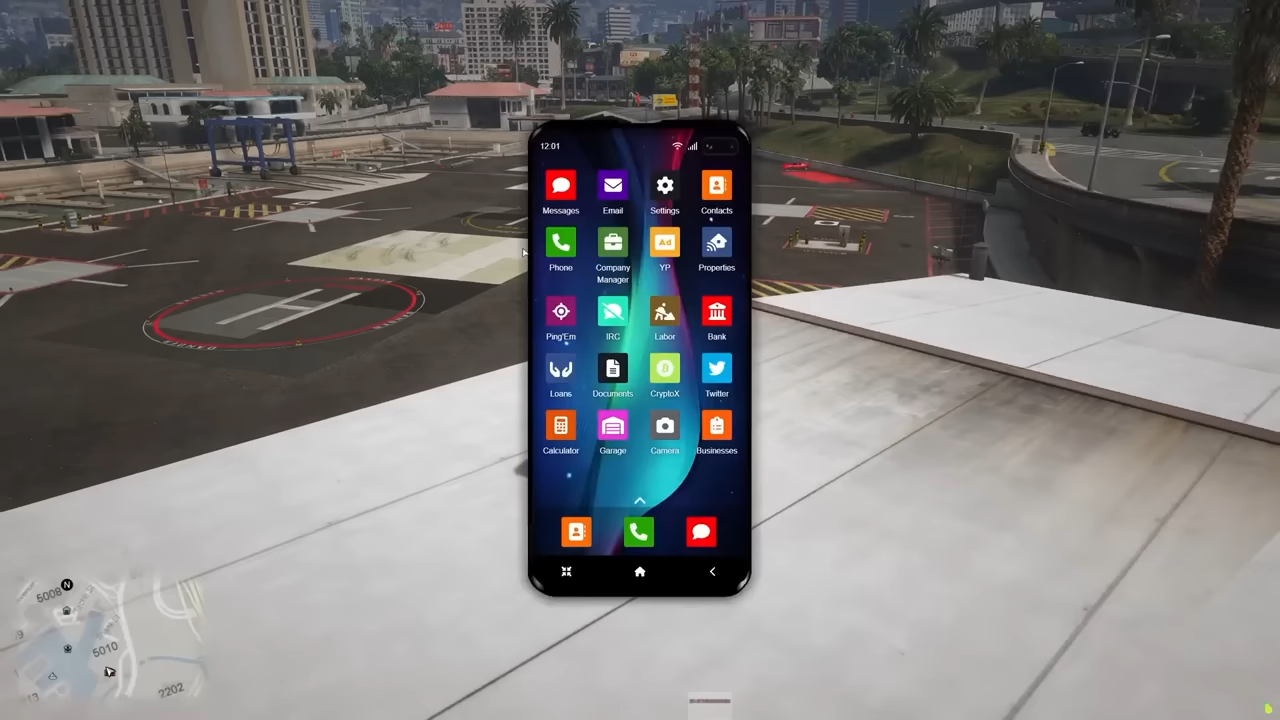 12:01
Messages
Email
Settings
Contacts
Phone
Company
Manager
Ad
YP
Properties
Ping'Em
IRC
Labor
Bank
Loans
Documents
CryptoX
Twitter
Calculator
Garage
Camera
Businesses
H
N
5008
5010
2202